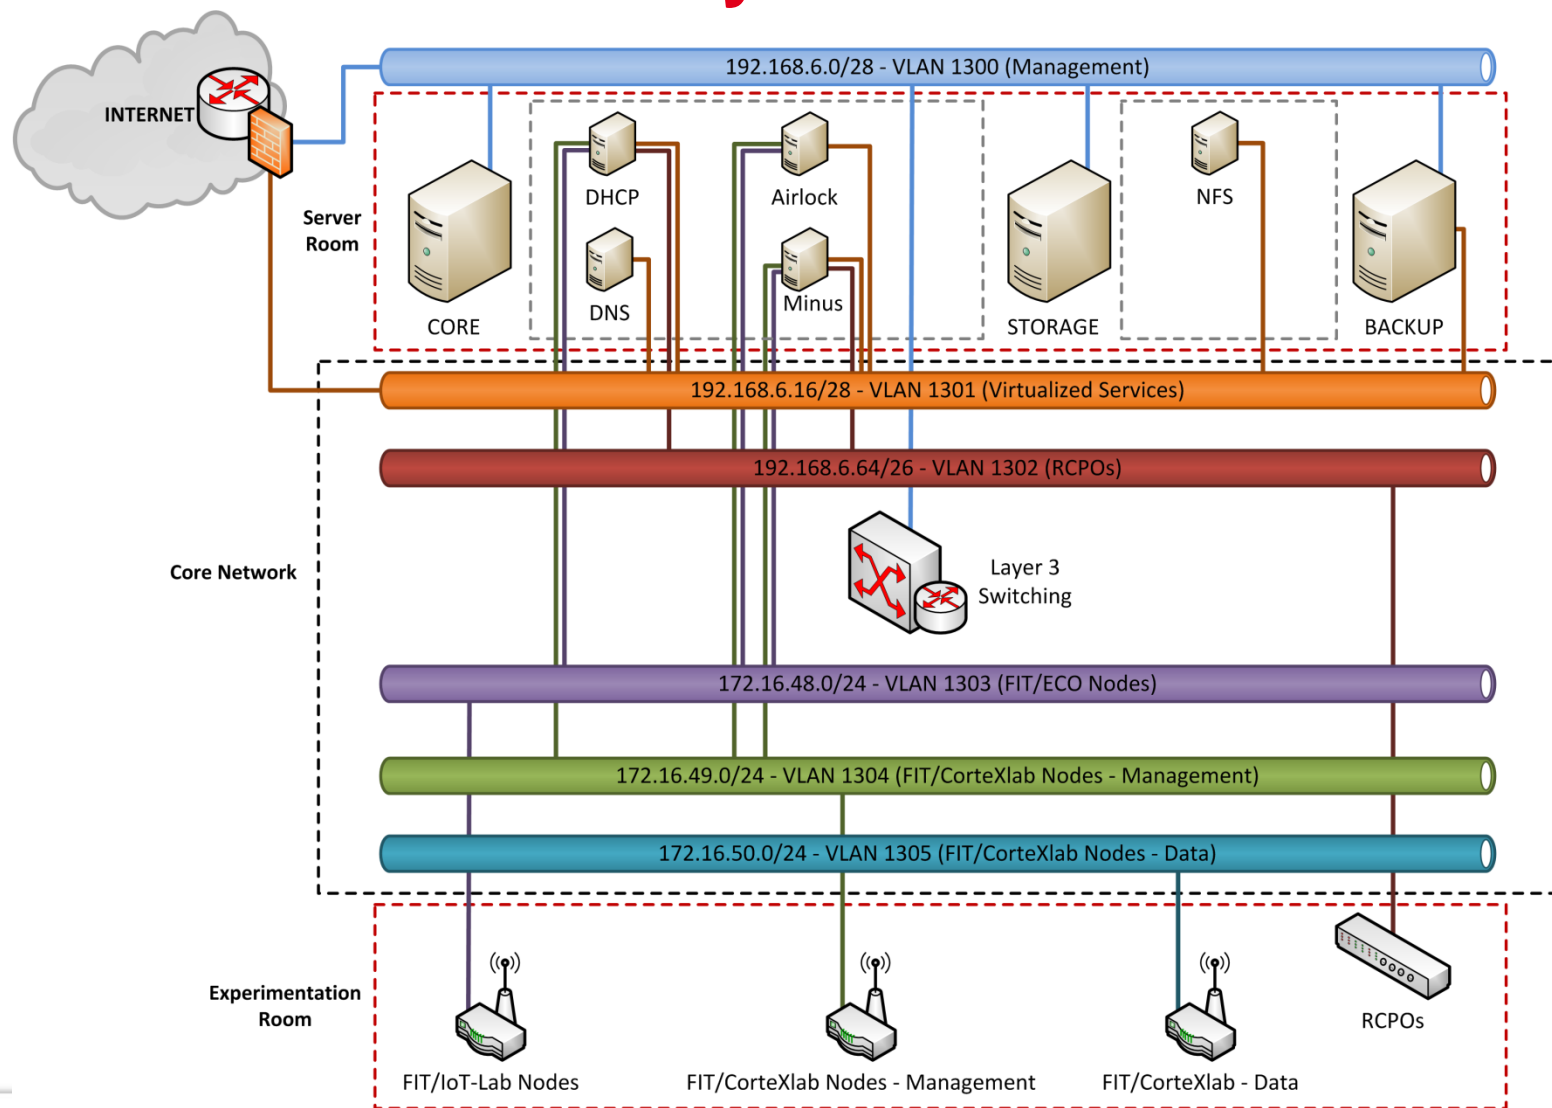 192.168.6.0/28 - VLAN 1300 (Management)
INTERNET
Server
Room
DHCP
Airlock
NFS
DNS
Minus
CORE
STORAGE
BACKUP
192.168.6.16/28 - VLAN 1301 (Virtualized Services)
192.168.6.64/26 - VLAN 1302 (RCPOs)
Core Network
Layer 3
Switching
172.16.48.0/24 - VLAN 1303 (FIT/ECO Nodes)
172.16.49.0/24 - VLAN 1304 (FIT/CorteXlab Nodes - Management)
172.16.50.0/24 - VLAN 1305 (FIT/CorteXlab Nodes - Data)
Experimentation
Room
RCPOs
FIT/IoT-Lab Nodes
FIT/CorteXlab Nodes - Management
FIT/CorteXlab - Data